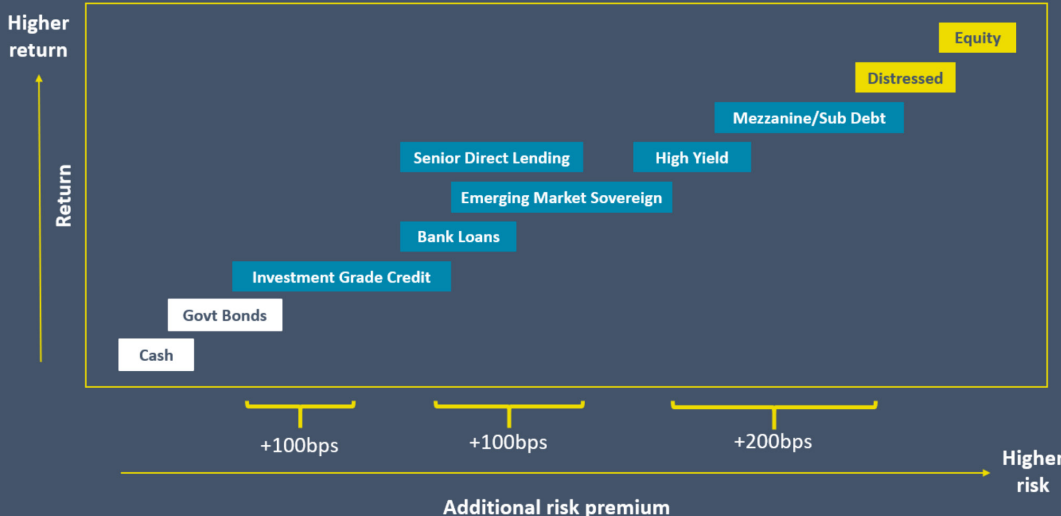 Higher
return
Return
Equity
Distressed
Mezzanine/Sub Debt
Senior Direct Lending
High Yield
Emerging Market Sovereign
Bank Loans
Investment Grade Credit
Govt Bonds
Cash
+100bps
+100bps
+200bps
Higher
risk
Additional risk premium